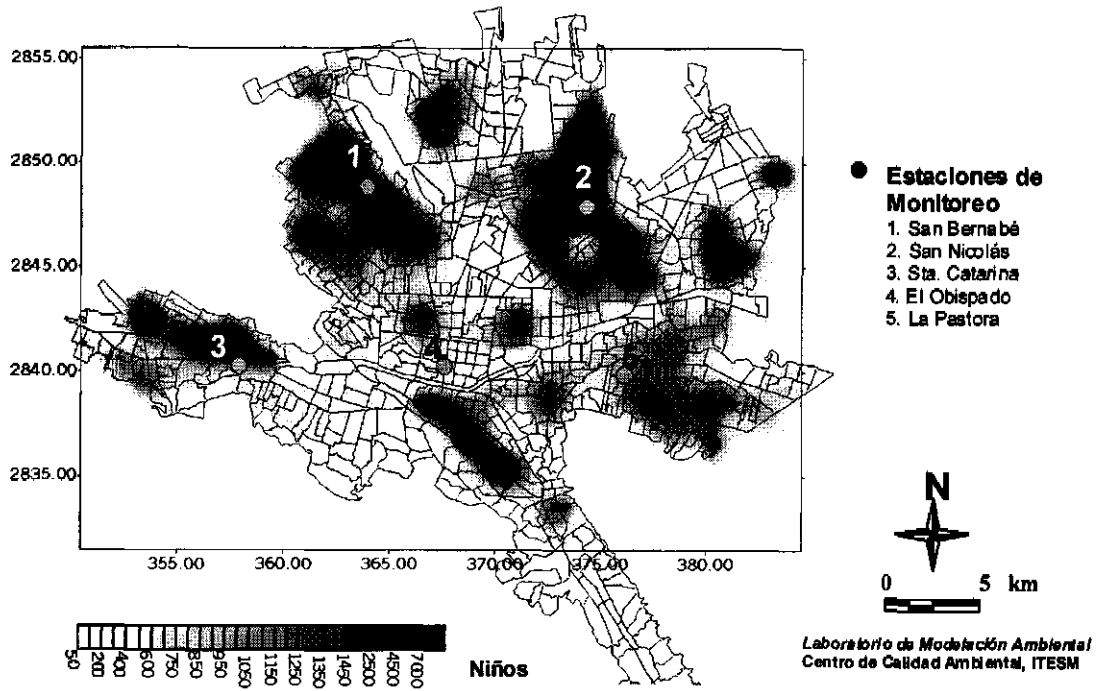 2855.00
2850.00
2845.00
2840.00
2835.00
355.00
360.00
365.00
370.00
375.00
380.00
1
2
3
4
Estaciones de
Monitoreo
1. San Bernabé
2. San Nicolás
3. Sta. Catarina
4. El Obispado
5. La Pastora
N
0 5 km
50 200 400 600 750 850 950 1050 1150 1250 1350 1450 2500 4500 7000
Niños
Laboratorio de Modelación Ambiental
Centro de Calidad Ambiental, ITESM